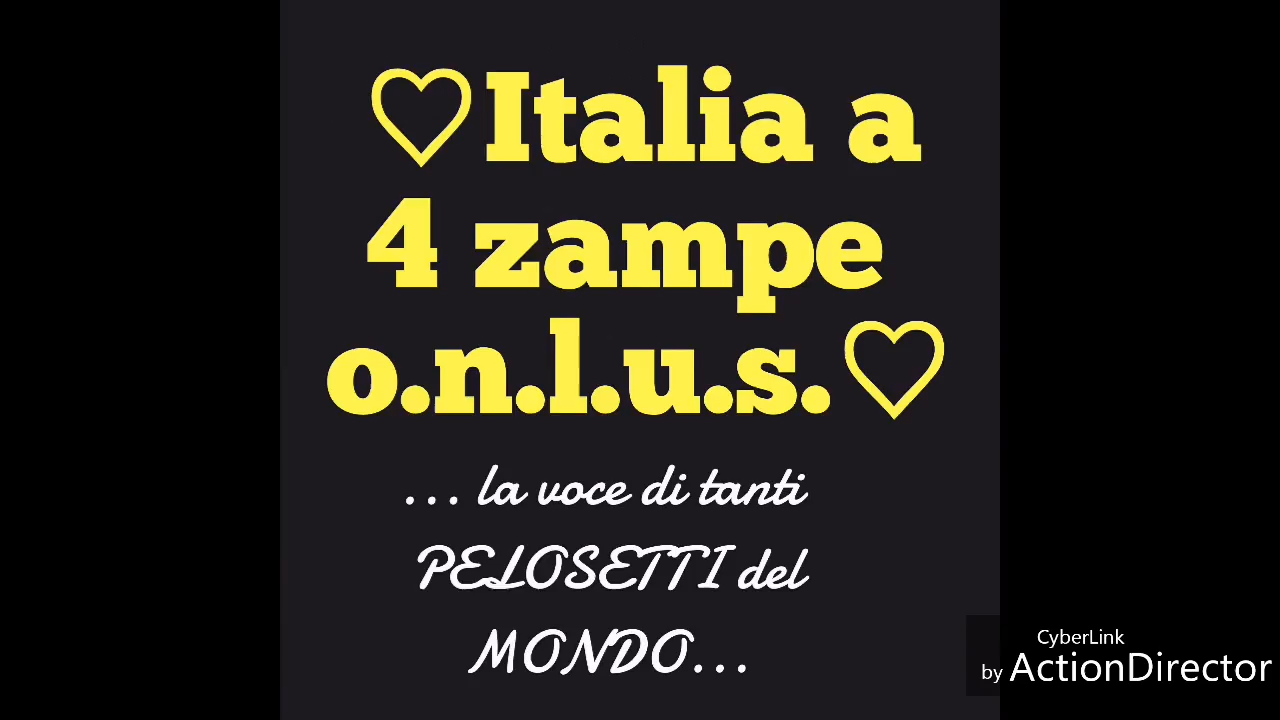 ♡Italia a
4 zampe
o.n.l.u.s.♡
... la voce di tanti
PELOSETTI del
MONDO...
CyberLink
by ActionDirector